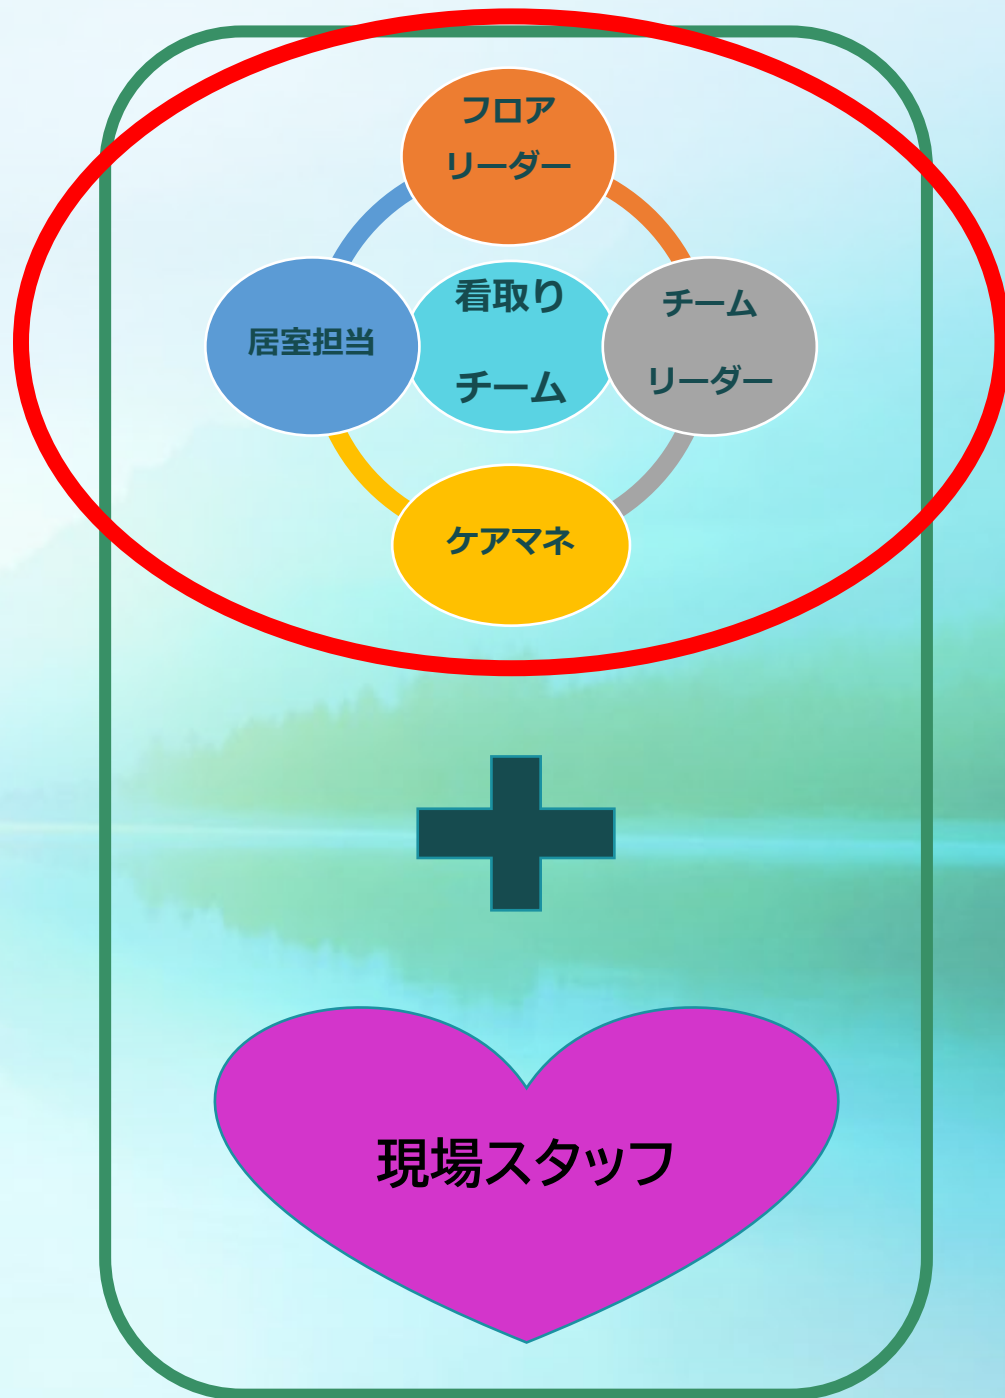 フロア
リーダー
看取り
チーム
居室担当
チーム
リーダー
ケアマネ
現場スタッフ